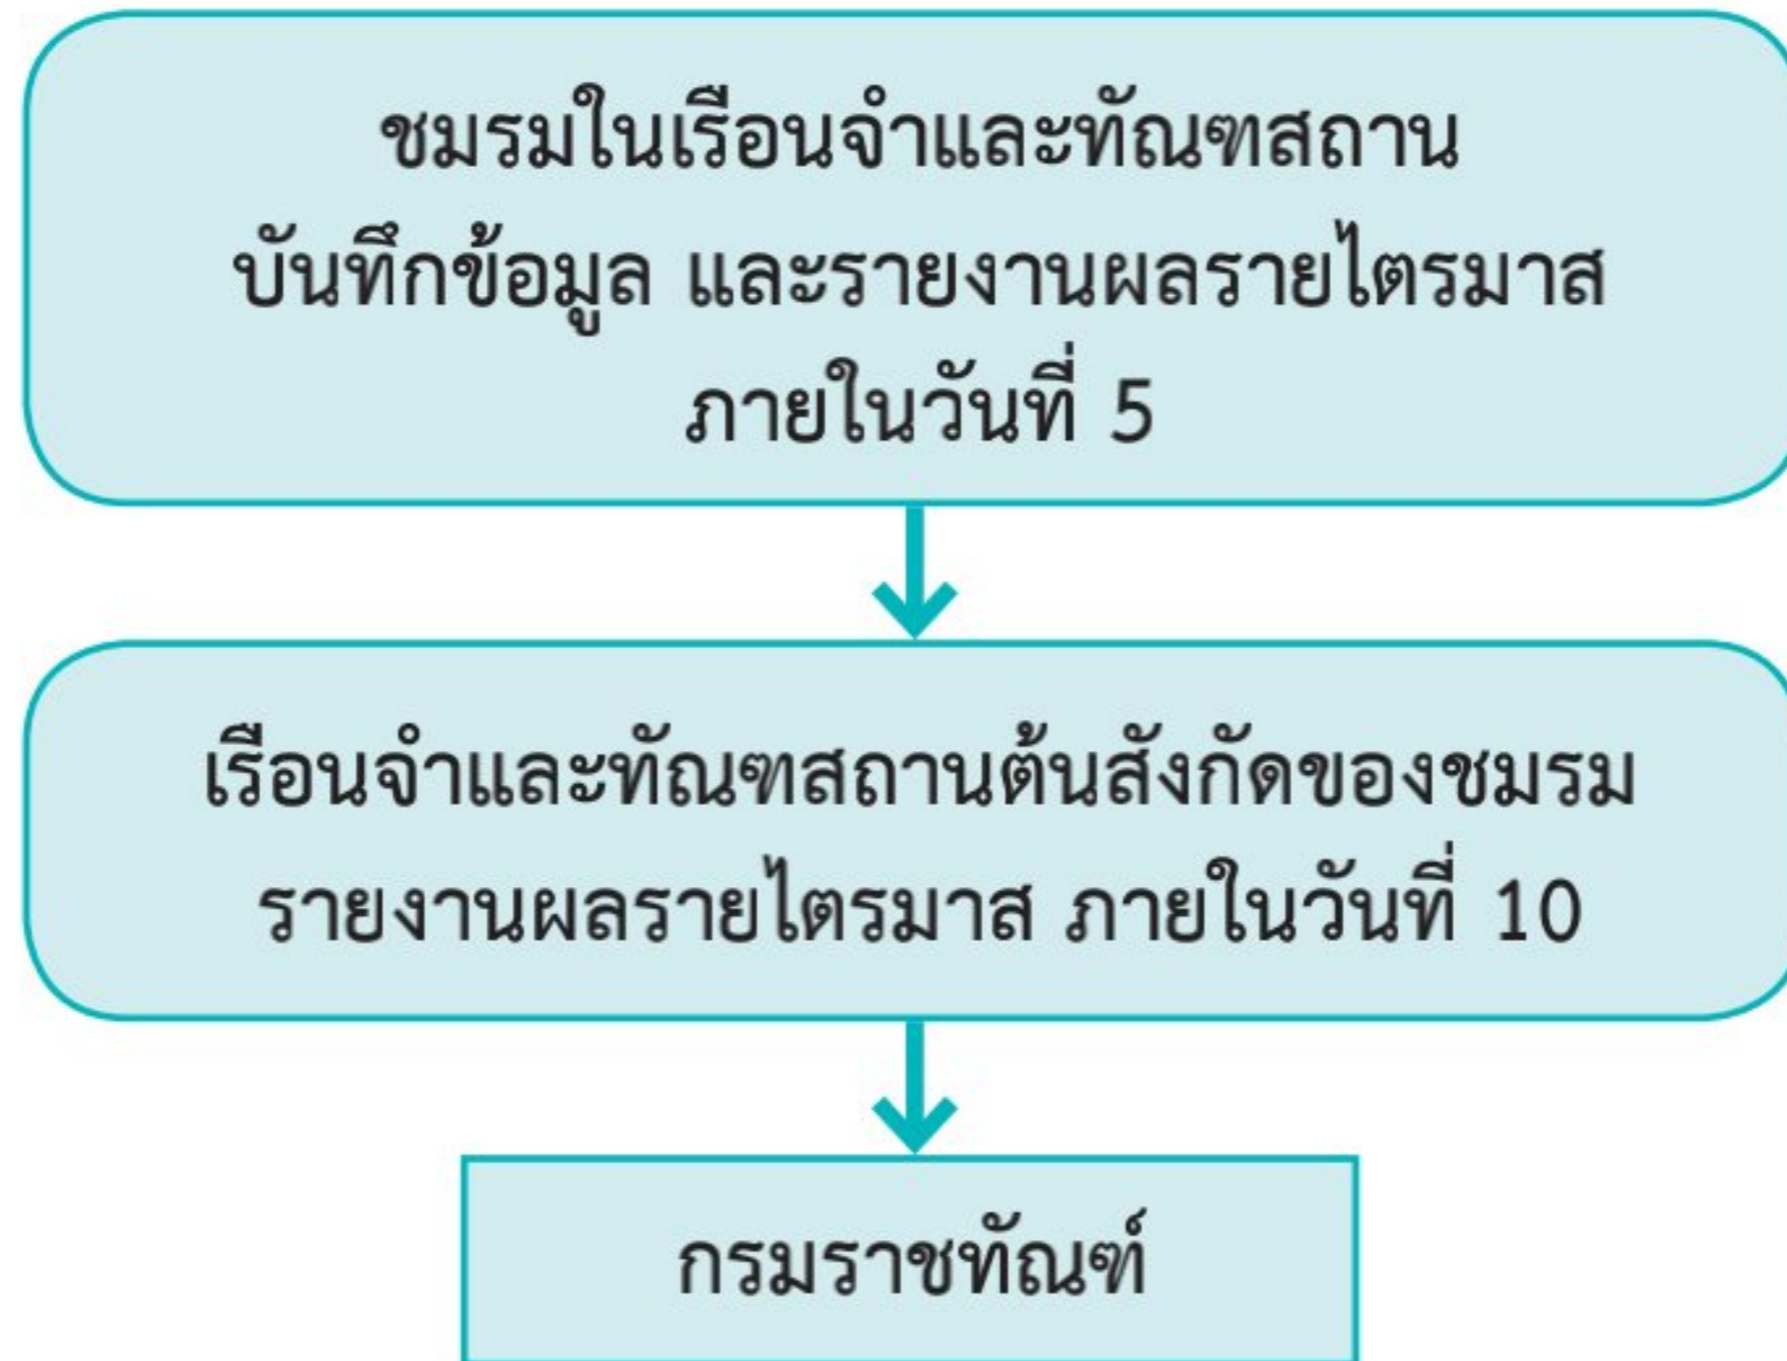 ชมรมในเรือนจำและทัณฑสถาน
บันทึกข้อมูล และรายงานผลรายไตรมาส
ภายในวันที่ 5
เรือนจำและทัณฑสถานต้นสังกัดของชมรม
รายงานผลรายไตรมาส ภายในวันที่ 10
กรมราชทัณฑ์